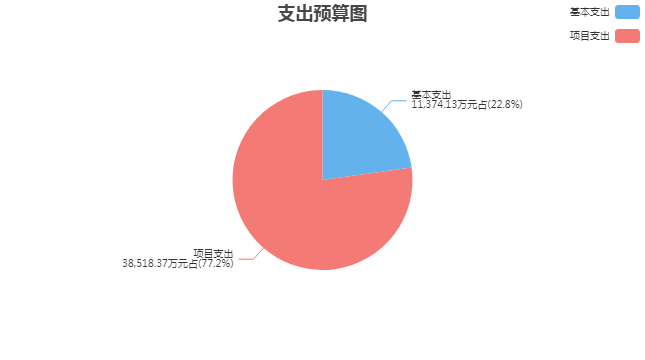 支出预算图
基本支出
项目支出
基本支出
11,374.13万元占(22.8%)
项目支出
38,518.37万元占(77.2%)